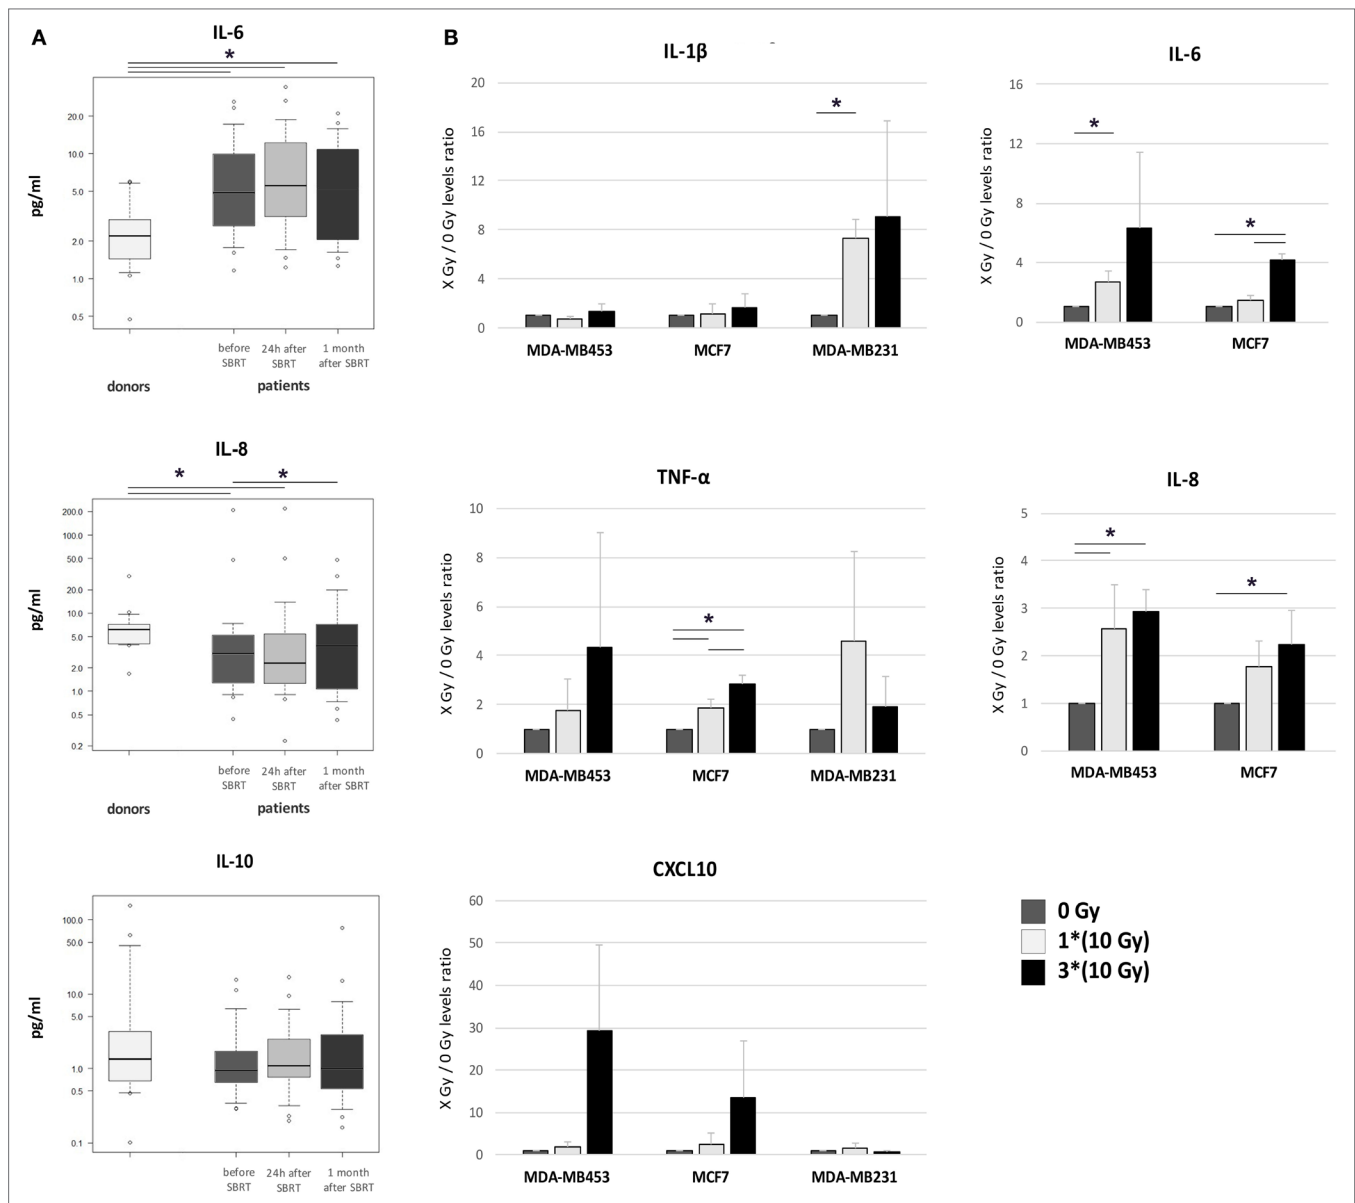 A
IL-6
*
pg/ml
20.0
10.0
5.0
2.0
1.0
0.5
before SBRT
24h after SBRT
1 month after SBRT
donors
patients
IL-8
*
*
pg/ml
200.0
100.0
50.0
20.0
10.0
5.0
2.0
1.0
0.5
0.2
before SBRT
24h after SBRT
1 month after SBRT
donors
patients
IL-10
pg/ml
100.0
50.0
10.0
5.0
1.0
0.5
0.1
before SBRT
24h after SBRT
1 month after SBRT
B
IL-1β
X Gy / 0 Gy levels ratio
20
16
12
8
4
0
*
MDA-MB453
MCF7
MDA-MB231
IL-6
X Gy / 0 Gy levels ratio
16
12
8
4
0
*
*
MDA-MB453
MCF7
TNF-α
X Gy / 0 Gy levels ratio
10
8
6
4
2
0
*
MDA-MB453
MCF7
MDA-MB231
IL-8
X Gy / 0 Gy levels ratio
5
4
3
2
1
0
*
*
MDA-MB453
MCF7
CXCL10
X Gy / 0 Gy levels ratio
60
50
40
30
20
10
0
MDA-MB453
MCF7
MDA-MB231
0 Gy
1*(10 Gy)
3*(10 Gy)